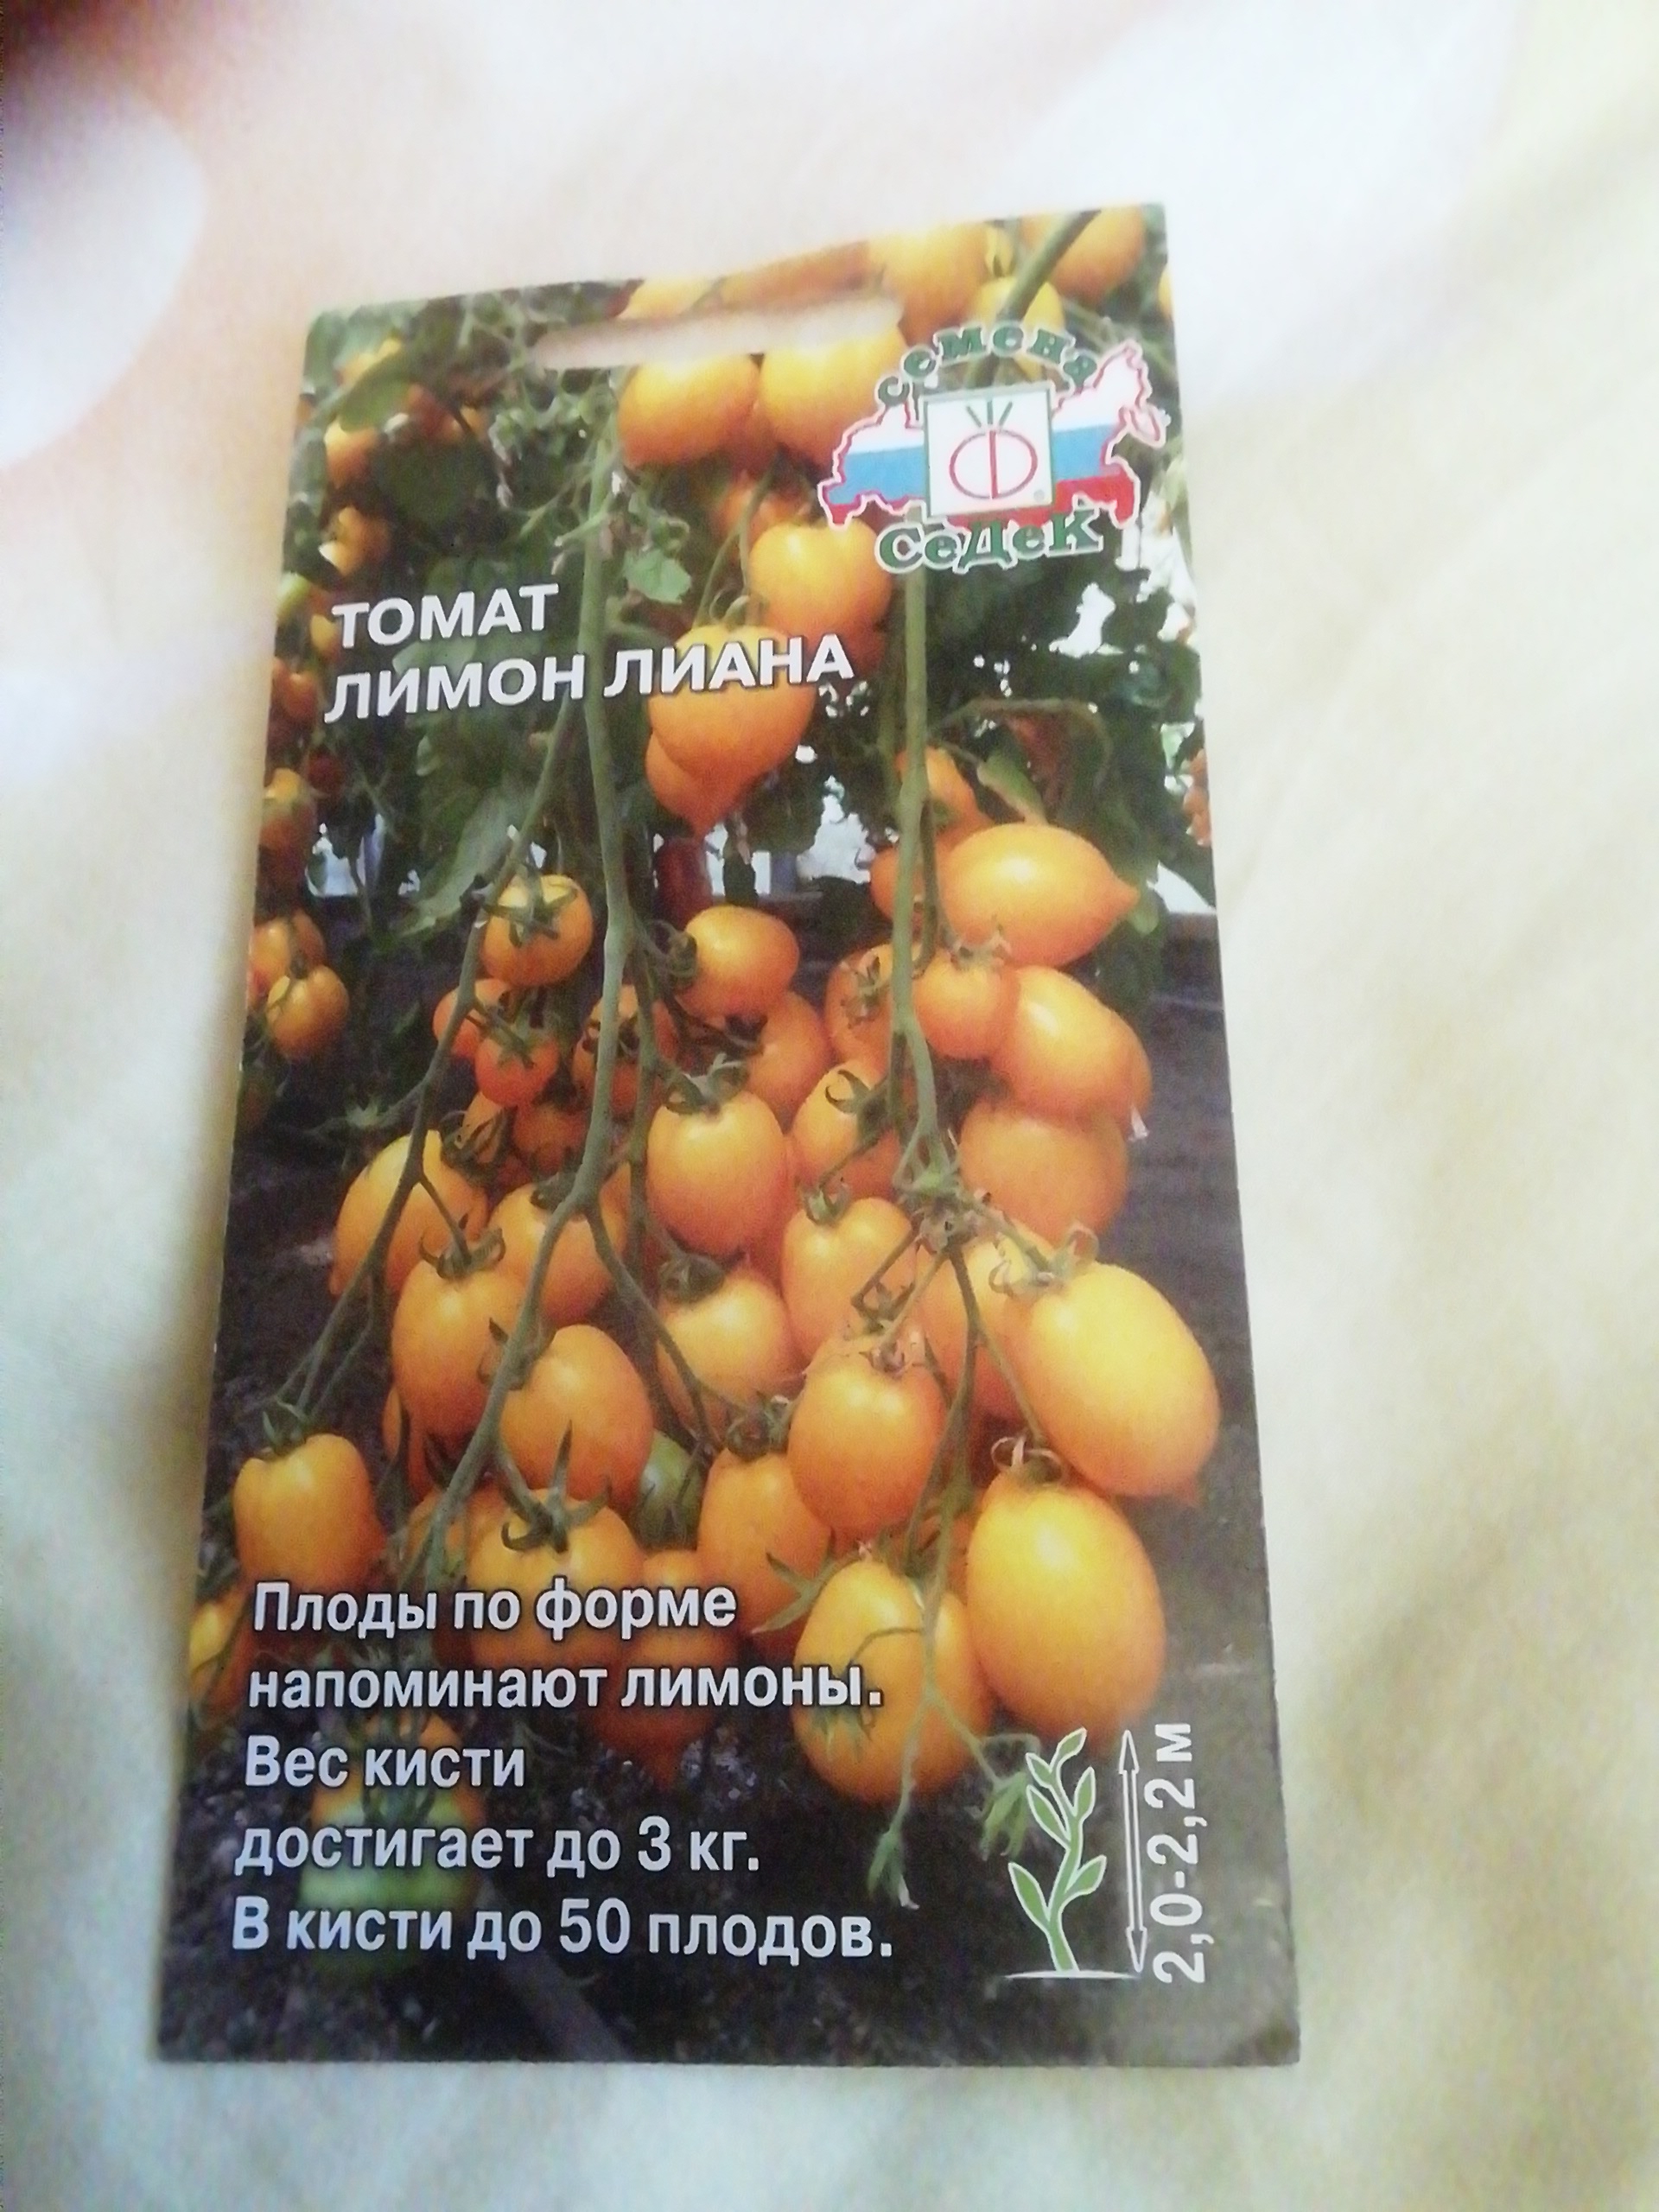 семена
СеДеК
ТОМАТ
ЛИМОН ЛИАНА
Плоды по форме
напоминают лимоны.
Вес кисти
достигает до 3 кг.
В кисти до 50 плодов.
2,0-2,2 м